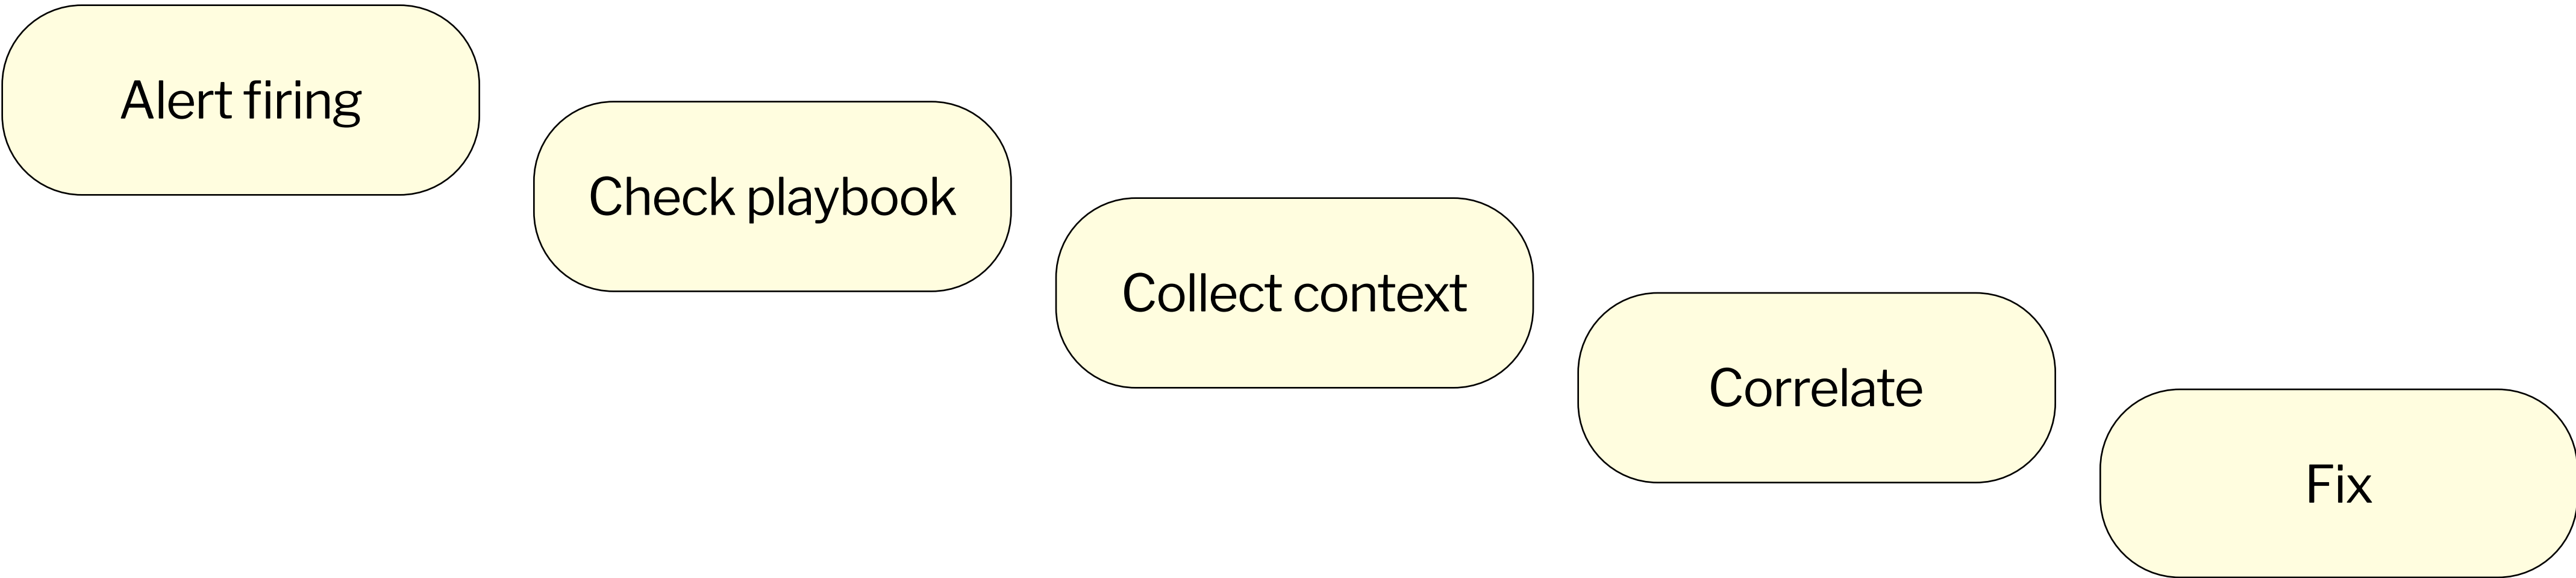 Alert firing
Check playbook
Collect context
Correlate
Fix